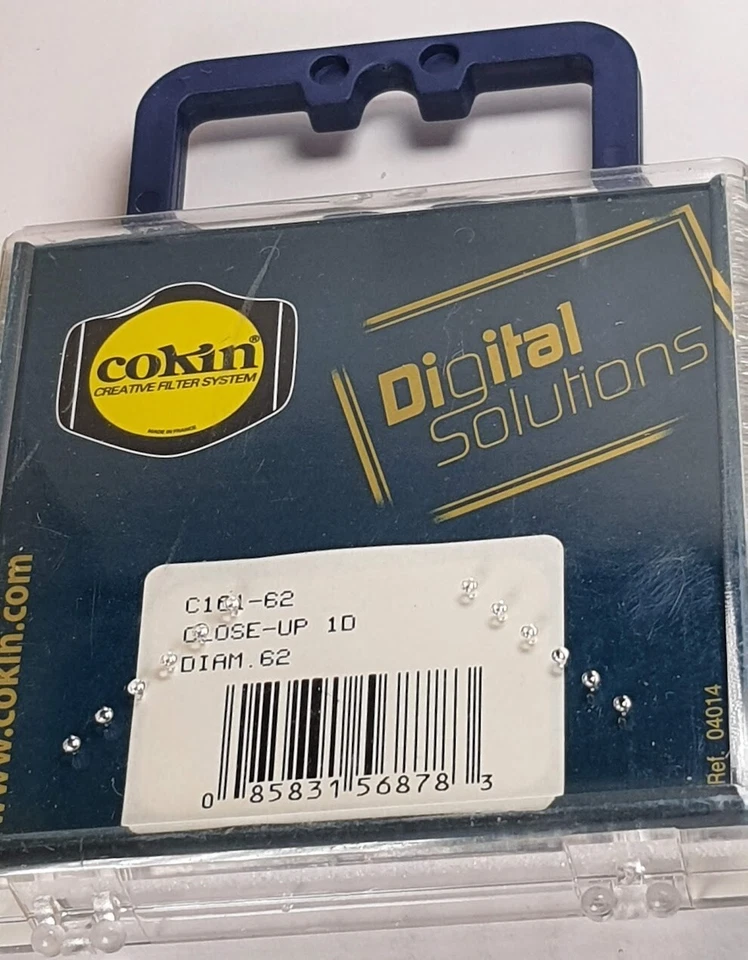 cokin®
CREATIVE FILTER SYSTEM
MADE IN FRANCE
Digital
Solutions
www.cokin.com
C161-62
CLOSE-UP 1D
DIAM.62
0 85831 56878 3
Ref. 04014